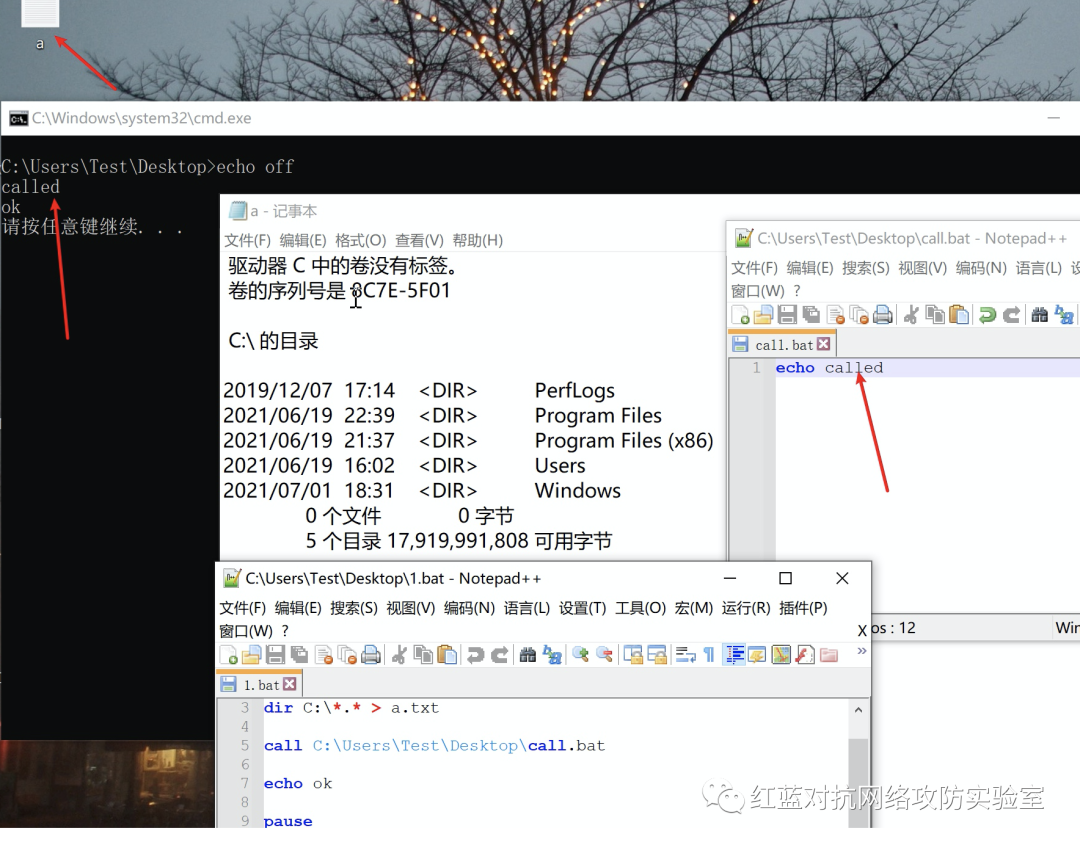 a
C:\Windows\system32\cmd.exe
C:\Users\Test\Desktop>echo off
called
ok
请按任意键继续. . .
a - 记事本
文件(F) 编辑(E) 格式(O) 查看(V) 帮助(H)
驱动器 C 中的卷没有标签。
卷的序列号是 8C7E-5F01
C:\ 的目录
2019/12/07 17:14 <DIR> PerfLogs
2021/06/19 22:39 <DIR> Program Files
2021/06/19 21:37 <DIR> Program Files (x86)
2021/06/19 16:02 <DIR> Users
2021/07/01 18:31 <DIR> Windows
0 个文件 0 字节
5 个目录 17,919,991,808 可用字节
C:\Users\Test\Desktop\call.bat - Notepad++
文件(F) 编辑(E) 搜索(S) 视图(V) 编码(N) 语言(L) 设
窗口(W) ?
call.bat
1 echo called
os : 12 Win
C:\Users\Test\Desktop\1.bat - Notepad++
文件(F) 编辑(E) 搜索(S) 视图(V) 编码(N) 语言(L) 设置(T) 工具(O) 宏(M) 运行(R) 插件(P)
窗口(W) ? X
1.bat
3 dir C:\*.* > a.txt
4
5 call C:\Users\Test\Desktop\call.bat
6
7 echo ok
8
9 pause
红蓝对抗网络攻防实验室